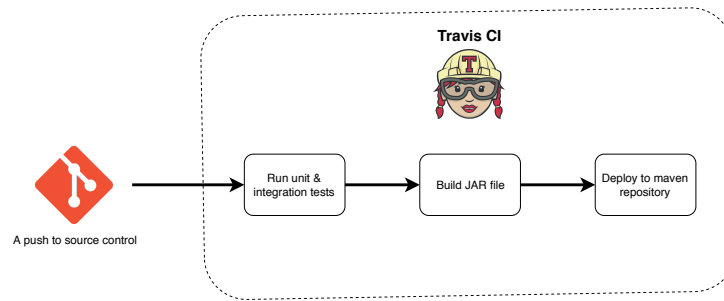 Travis CI
T
Run unit &
integration tests
Build JAR file
Deploy to maven
repository
A push to source control